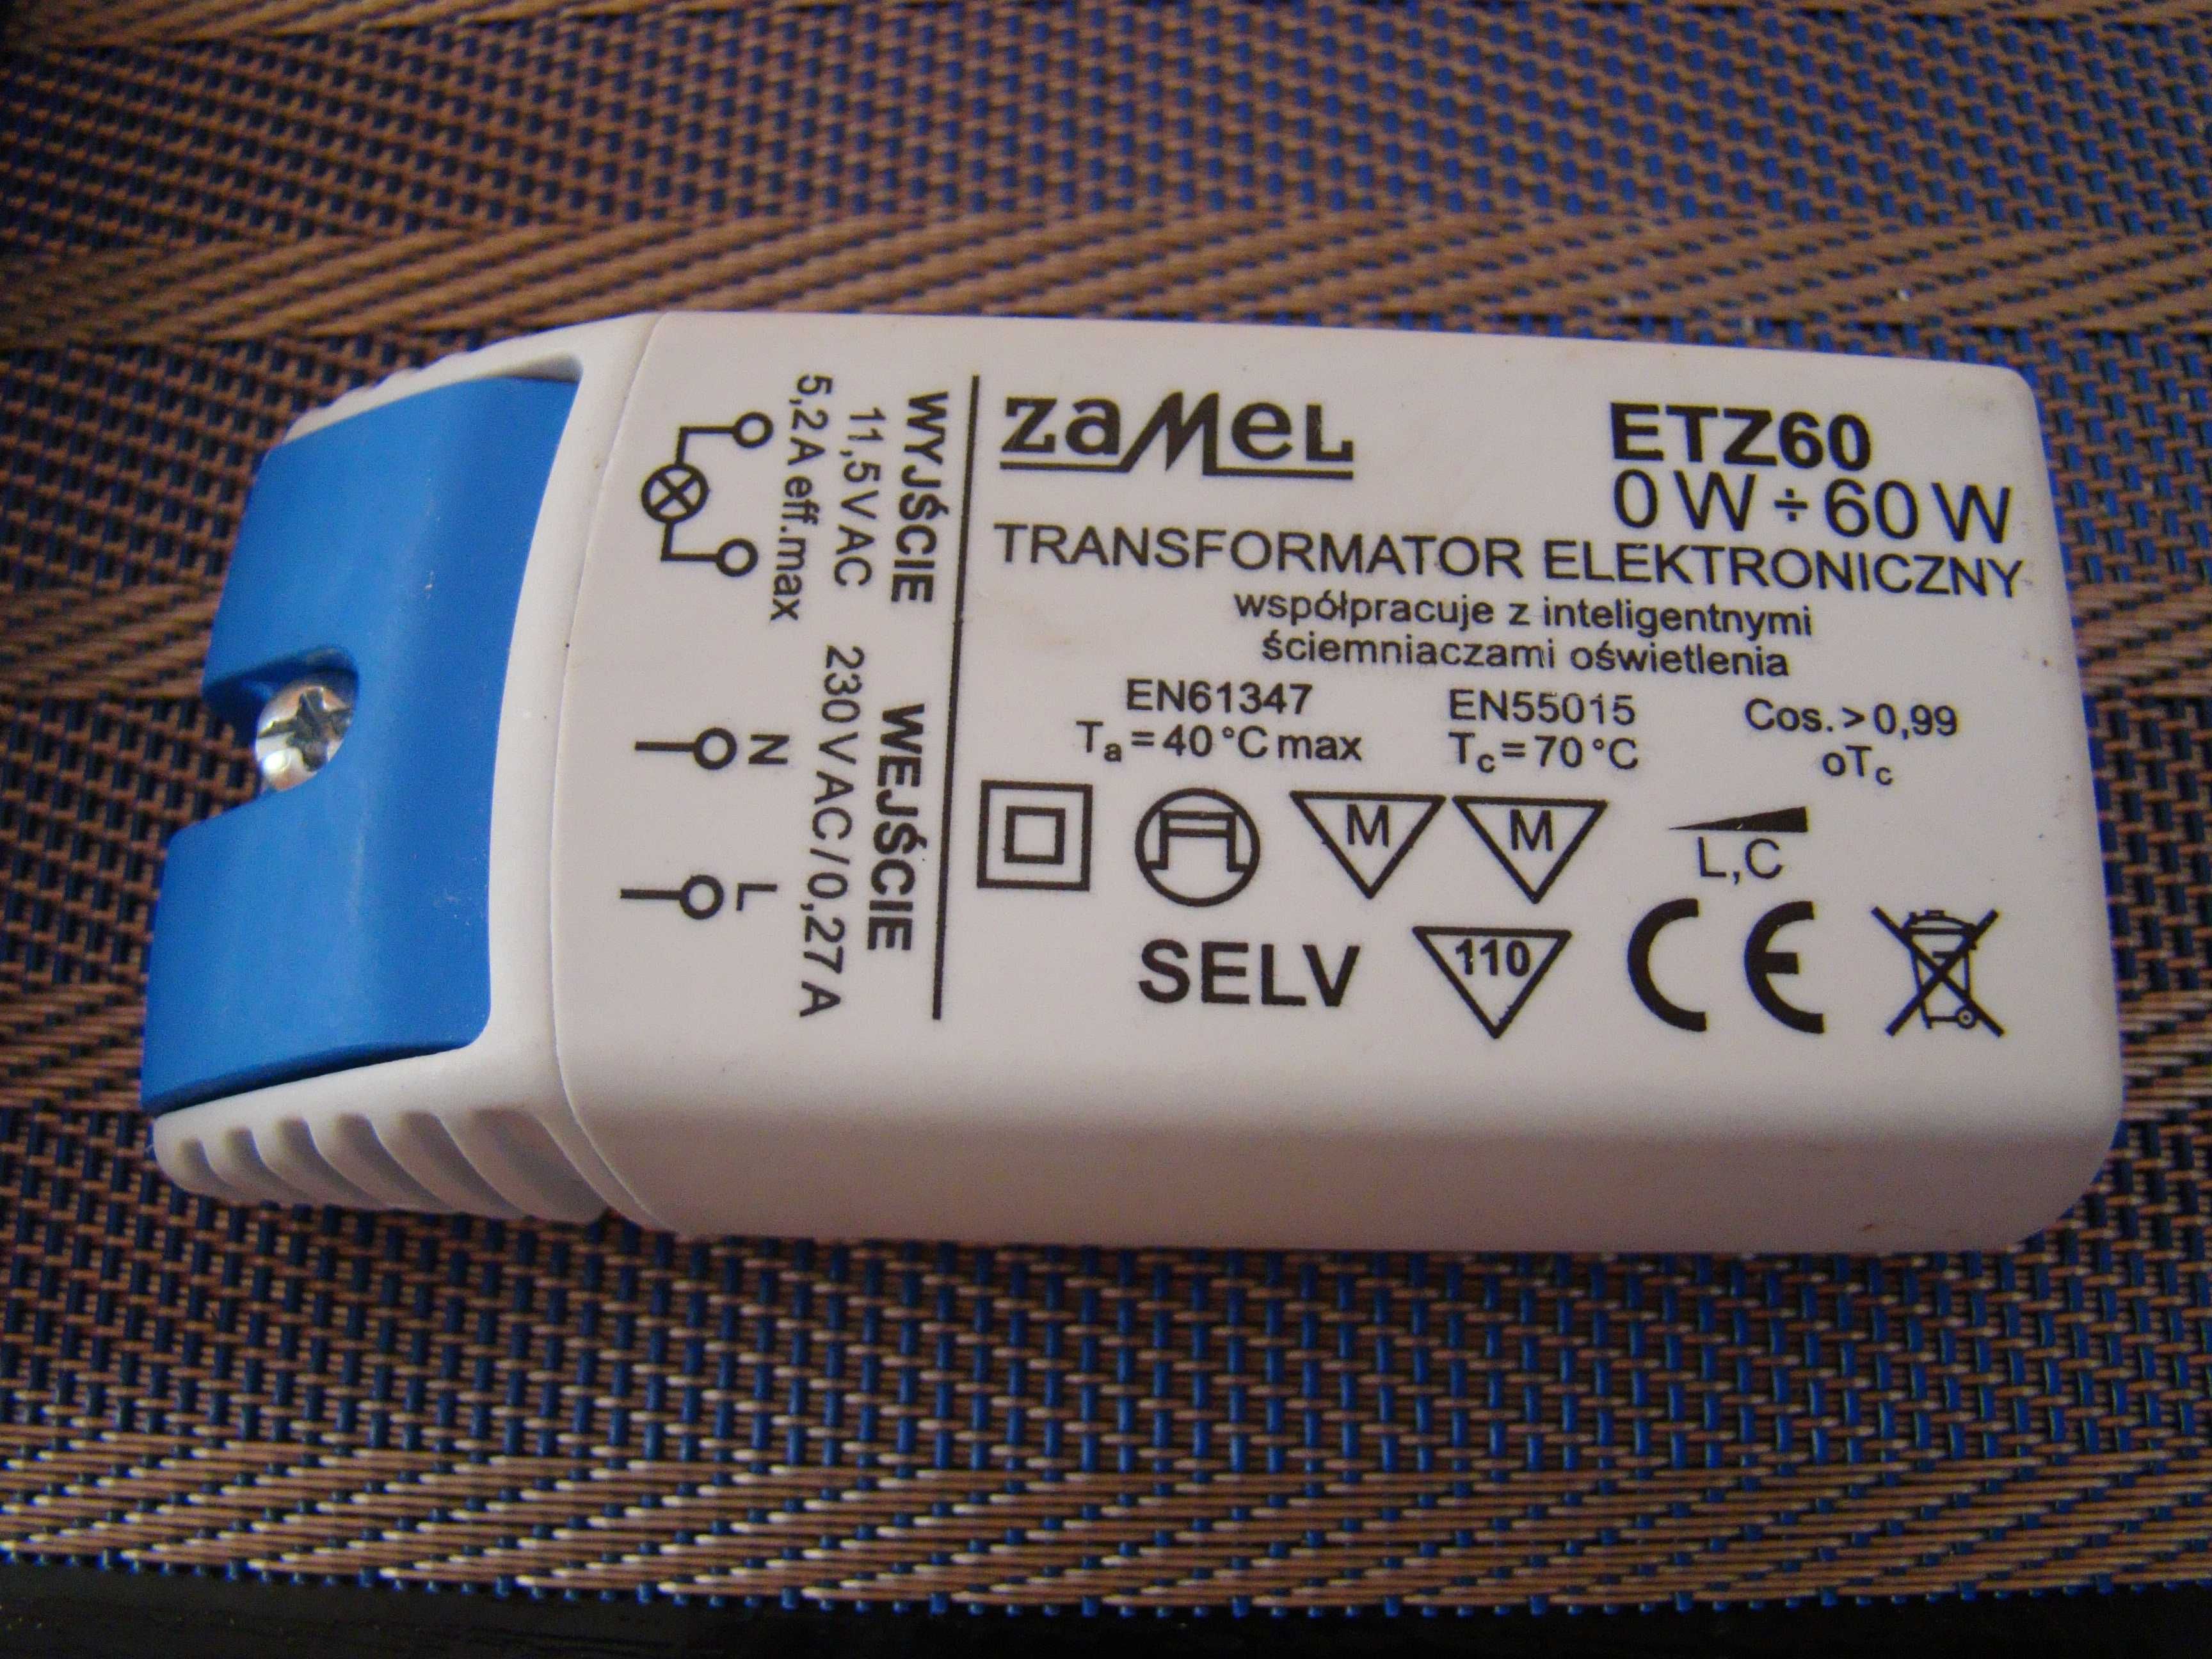 ZAMEL
ETZ60
0 W ÷ 60 W
TRANSFORMATOR ELEKTRONICZNY
współpracuje z inteligentnymi
ściemniaczami oświetlenia
EN61347 EN55015 Cos. > 0,99
Ta = 40 °C max Tc = 70 °C oTc
M M L,C
SELV 110 CE
WYJŚCIE
11,5 V AC
5,2 A eff.max
WEJŚCIE
230 V AC / 0,27 A
N L